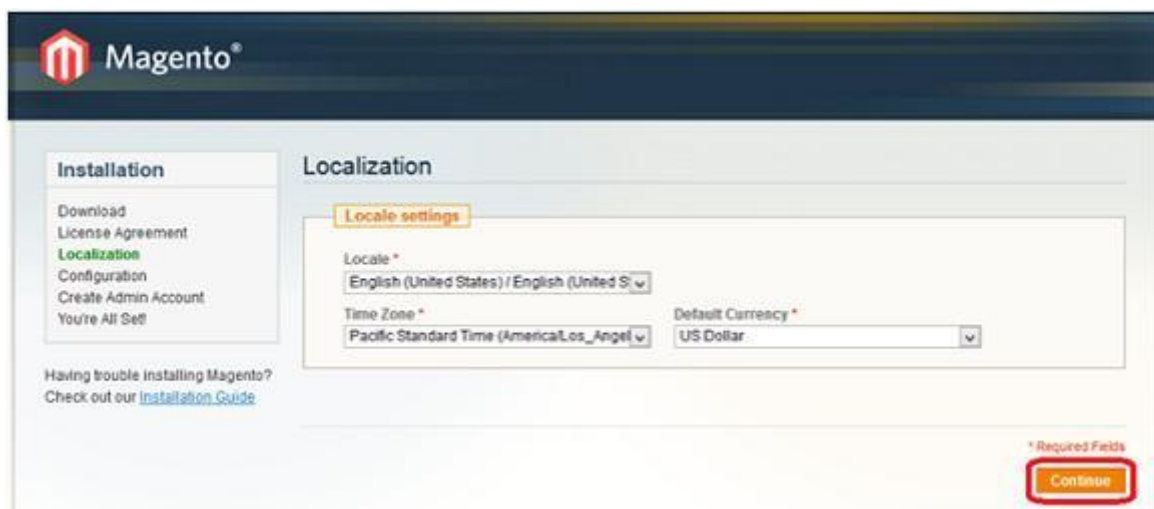 Magento®
Installation
Download
License Agreement
Localization
Configuration
Create Admin Account
You're All Set!
Having trouble installing Magento?
Check out our Installation Guide
Localization
Locale settings
Locale *
English (United States) / English (United S
Time Zone *
Pacific Standard Time (America/Los_Angel
Default Currency *
US Dollar
* Required Fields
Continue